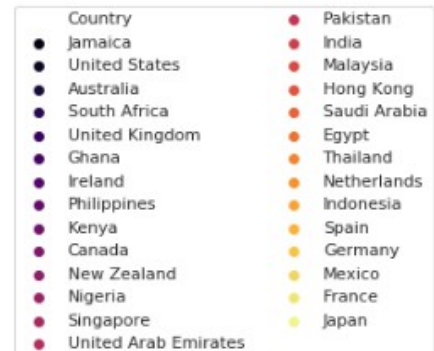 Country
Jamaica
United States
Australia
South Africa
United Kingdom
Ghana
Ireland
Philippines
Kenya
Canada
New Zealand
Nigeria
Singapore
United Arab Emirates
Pakistan
India
Malaysia
Hong Kong
Saudi Arabia
Egypt
Thailand
Netherlands
Indonesia
Spain
Germany
Mexico
France
Japan